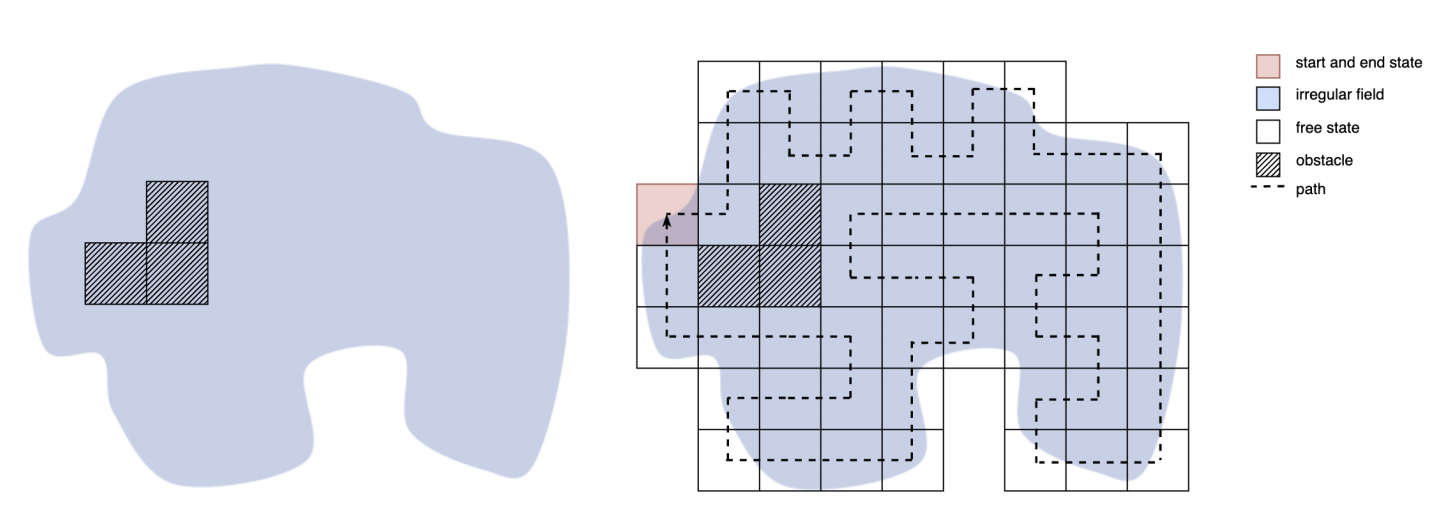 start and end state
irregular field
free state
obstacle
path